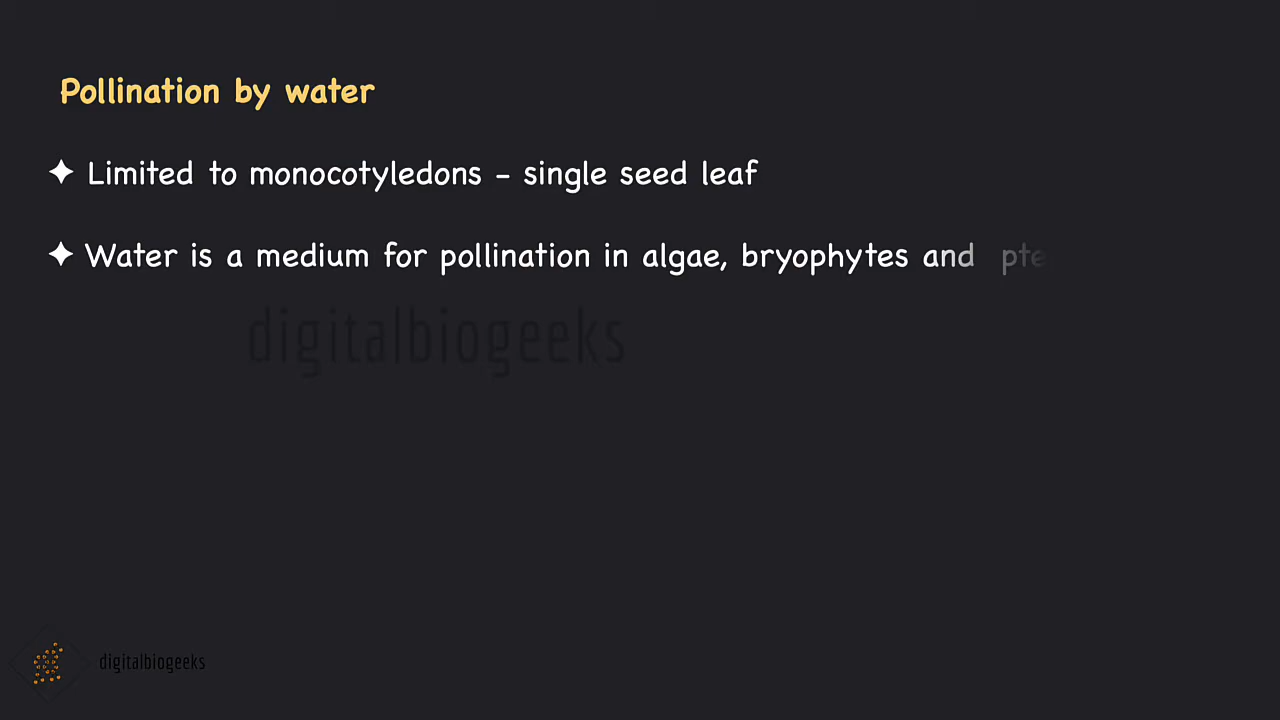 Pollination by water
✦ Limited to monocotyledons - single seed leaf
✦ Water is a medium for pollination in algae, bryophytes and pte
digitalbiogeeks
digitalbiogeeks